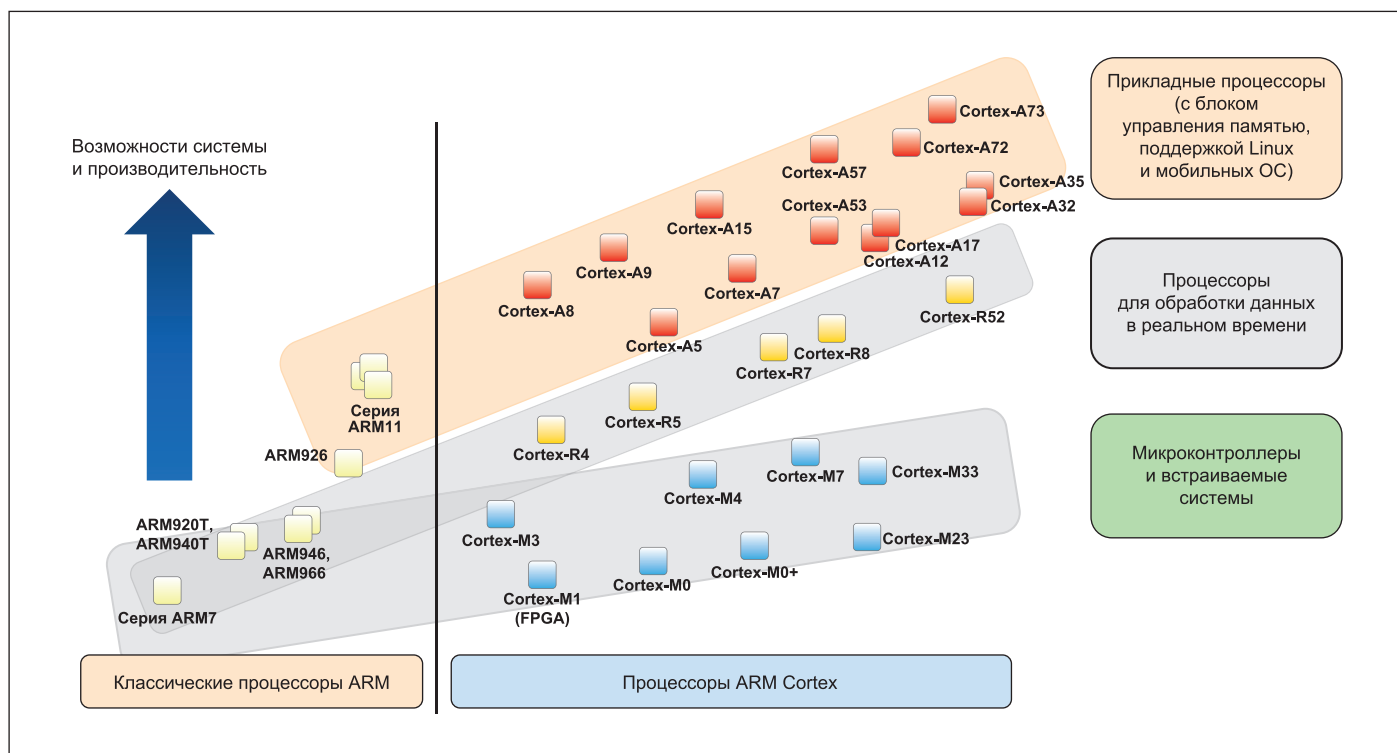 Возможности системы
и производительность
Прикладные процессоры
(с блоком
управления памятью,
поддержкой Linux
и мобильных ОС)
Процессоры
для обработки данных
в реальном времени
Микроконтроллеры
и встраиваемые
системы
Cortex-A73
Cortex-A72
Cortex-A57
Cortex-A35
Cortex-A32
Cortex-A53
Cortex-A15
Cortex-A17
Cortex-A12
Cortex-A9
Cortex-A7
Cortex-A8
Cortex-A5
Cortex-R52
Cortex-R8
Cortex-R7
Cortex-R5
Cortex-R4
Серия
ARM11
ARM926
ARM920T,
ARM940T
ARM946,
ARM966
Серия ARM7
Cortex-M7
Cortex-M33
Cortex-M4
Cortex-M3
Cortex-M23
Cortex-M0+
Cortex-M0
Cortex-M1
(FPGA)
Классические процессоры ARM
Процессоры ARM Cortex